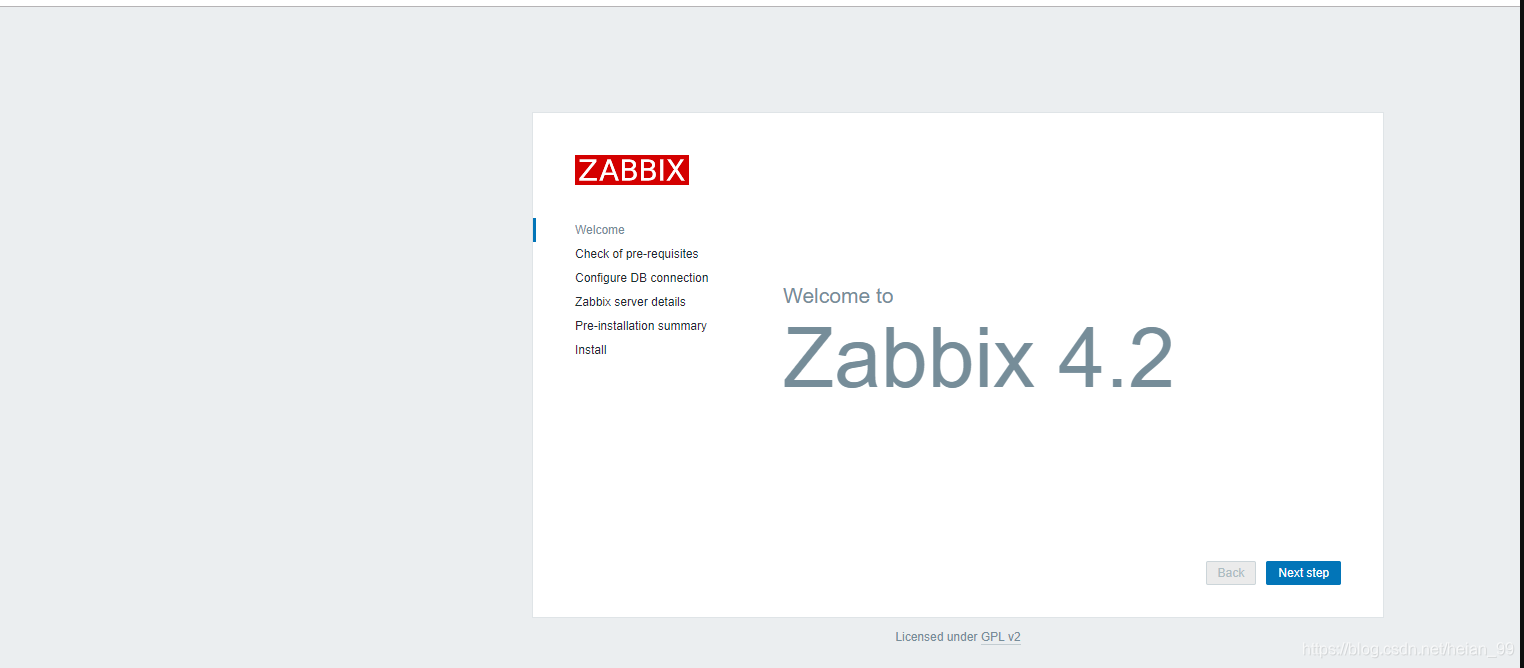 ZABBIX
Welcome
Check of pre-requisites
Configure DB connection
Zabbix server details
Pre-installation summary
Install
Welcome to
Zabbix 4.2
Back
Next step
Licensed under GPL v2
https://blog.csdn.net/heian_99